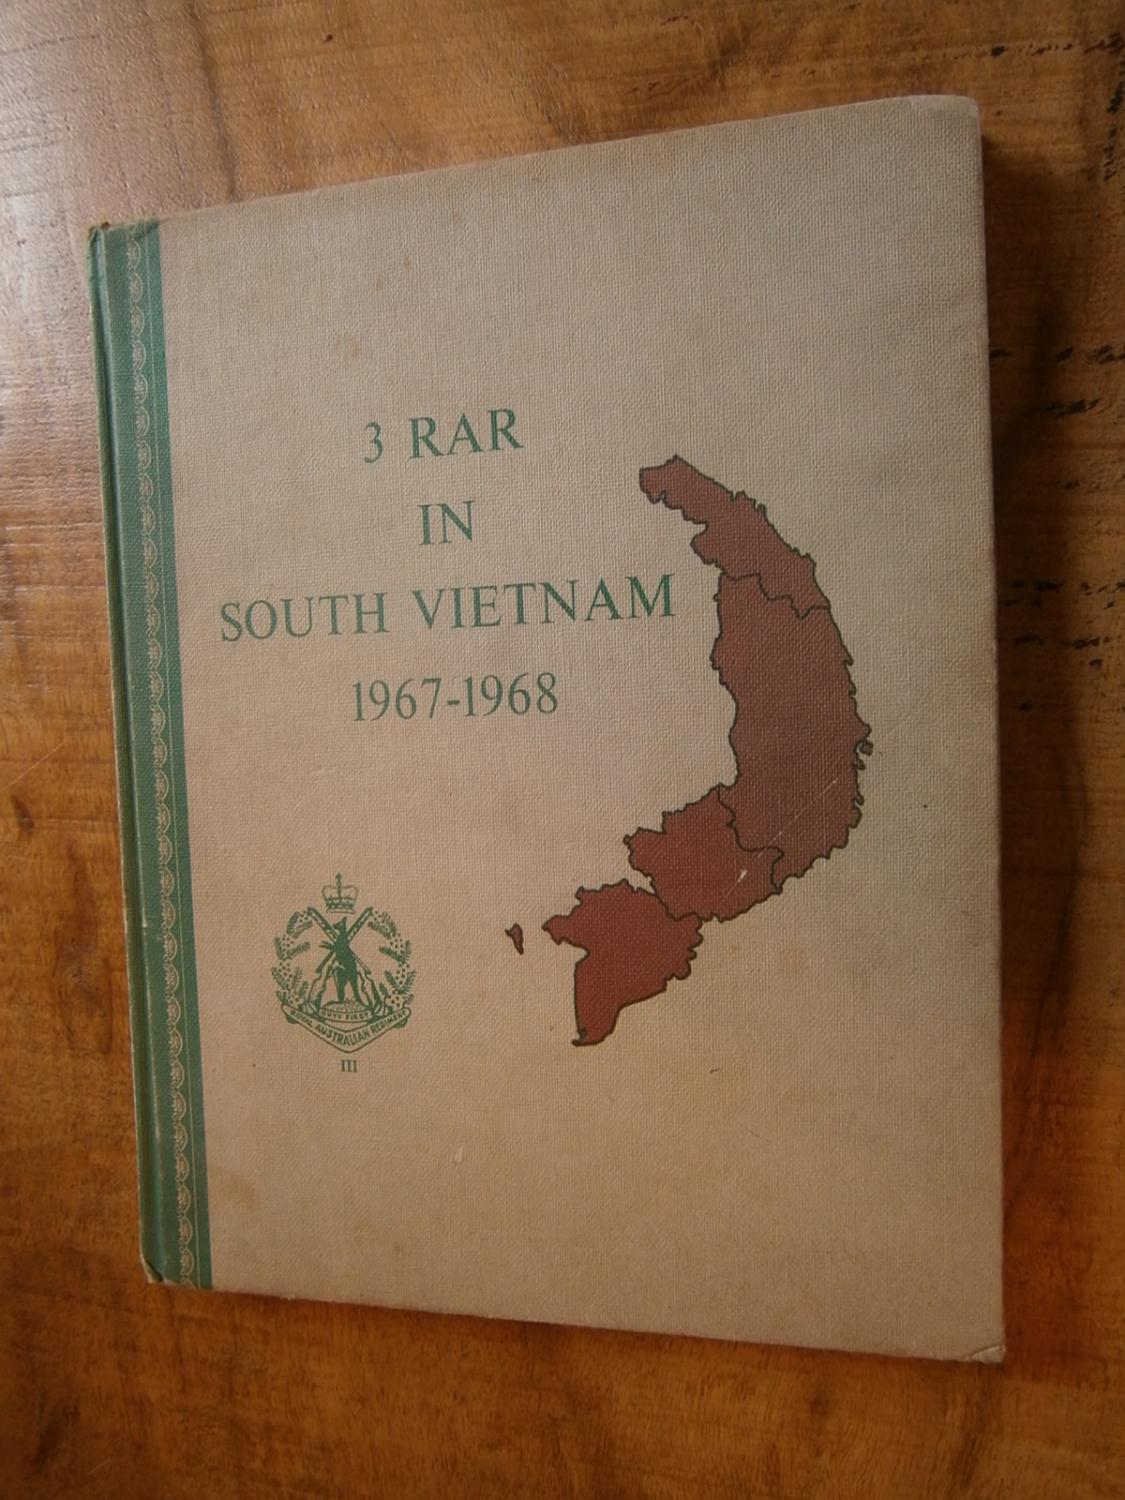 3 RAR
IN
SOUTH VIETNAM
1967-1968
DUTY FIRST
ROYAL AUSTRALIAN REGIMENT
III